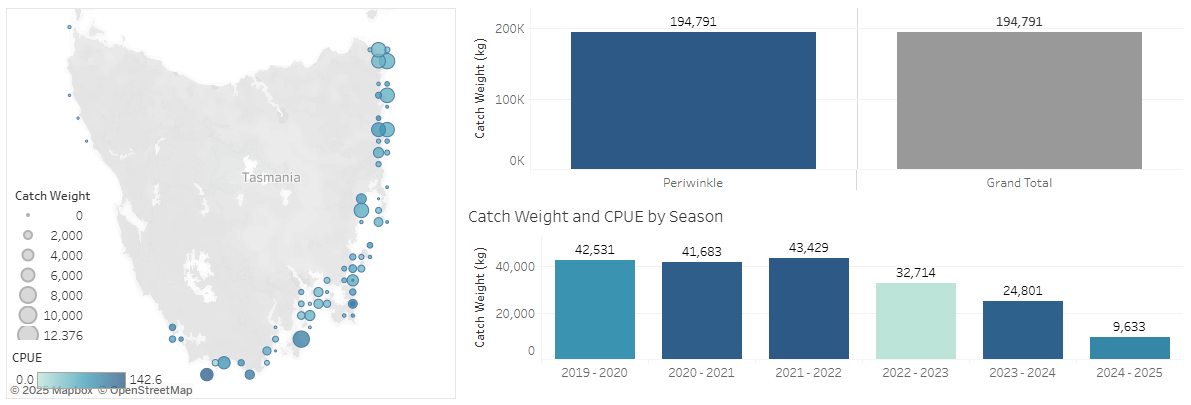 Tasmania
Catch Weight
0
2,000
4,000
6,000
8,000
10,000
12,376
CPUE
0.0
142.6
© 2025 Mapbox © OpenStreetMap
Catch Weight (kg)
200K
100K
0K
194,791
194,791
Periwinkle
Grand Total
Catch Weight and CPUE by Season
Catch Weight (kg)
40,000
20,000
0
42,531
41,683
43,429
32,714
24,801
9,633
2019 - 2020
2020 - 2021
2021 - 2022
2022 - 2023
2023 - 2024
2024 - 2025